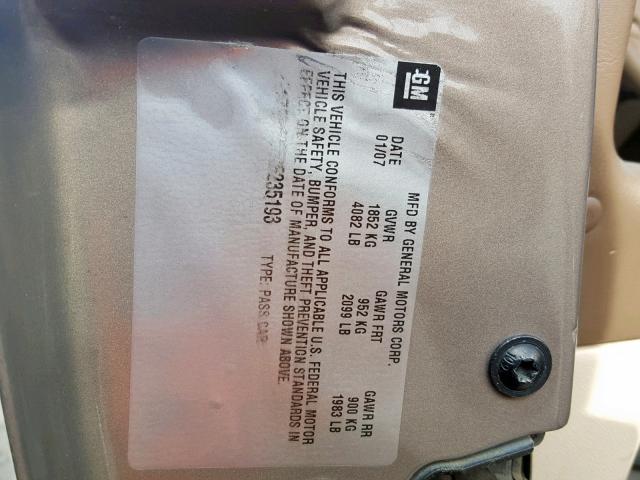 GM
MFD BY GENERAL MOTORS CORP.
DATE GVWR GAWR FRT GAWR RR
01/07 1852 KG 952 KG 900 KG
4082 LB 2099 LB 1983 LB
THIS VEHICLE CONFORMS TO ALL APPLICABLE U.S. FEDERAL MOTOR
VEHICLE SAFETY, BUMPER, AND THEFT PREVENTION STANDARDS IN
EFFECT ON THE DATE OF MANUFACTURE SHOWN ABOVE.
235193 TYPE: PASS CAR